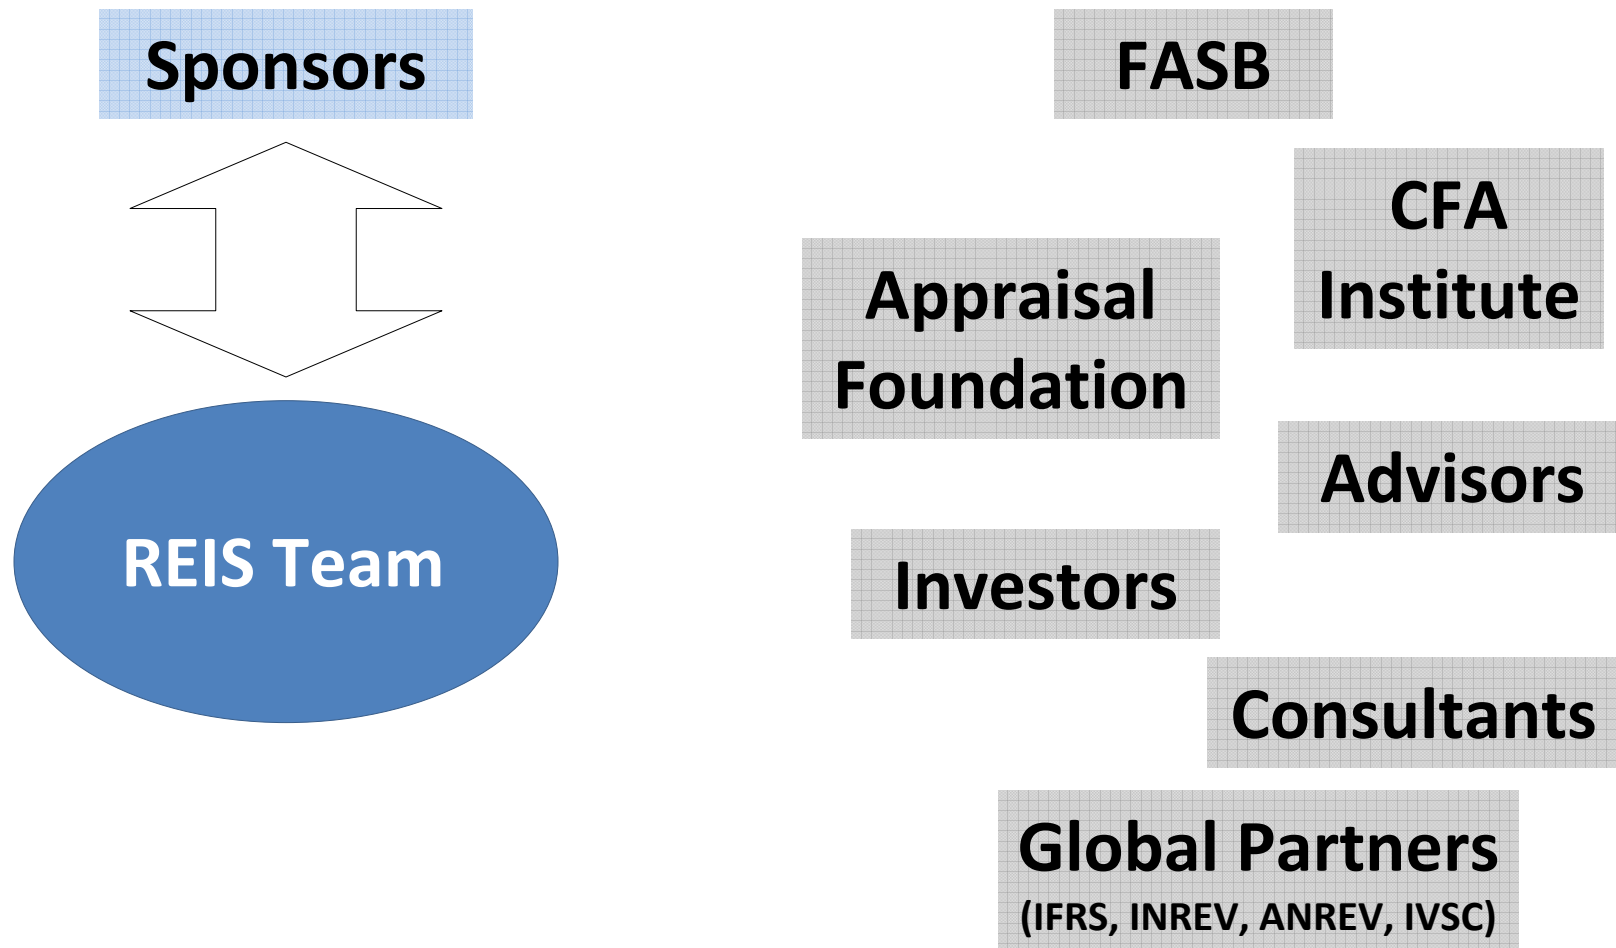 Sponsors
REIS Team
FASB
CFA
Institute
Appraisal
Foundation
Advisors
Investors
Consultants
Global Partners
(IFRS, INREV, ANREV, IVSC)